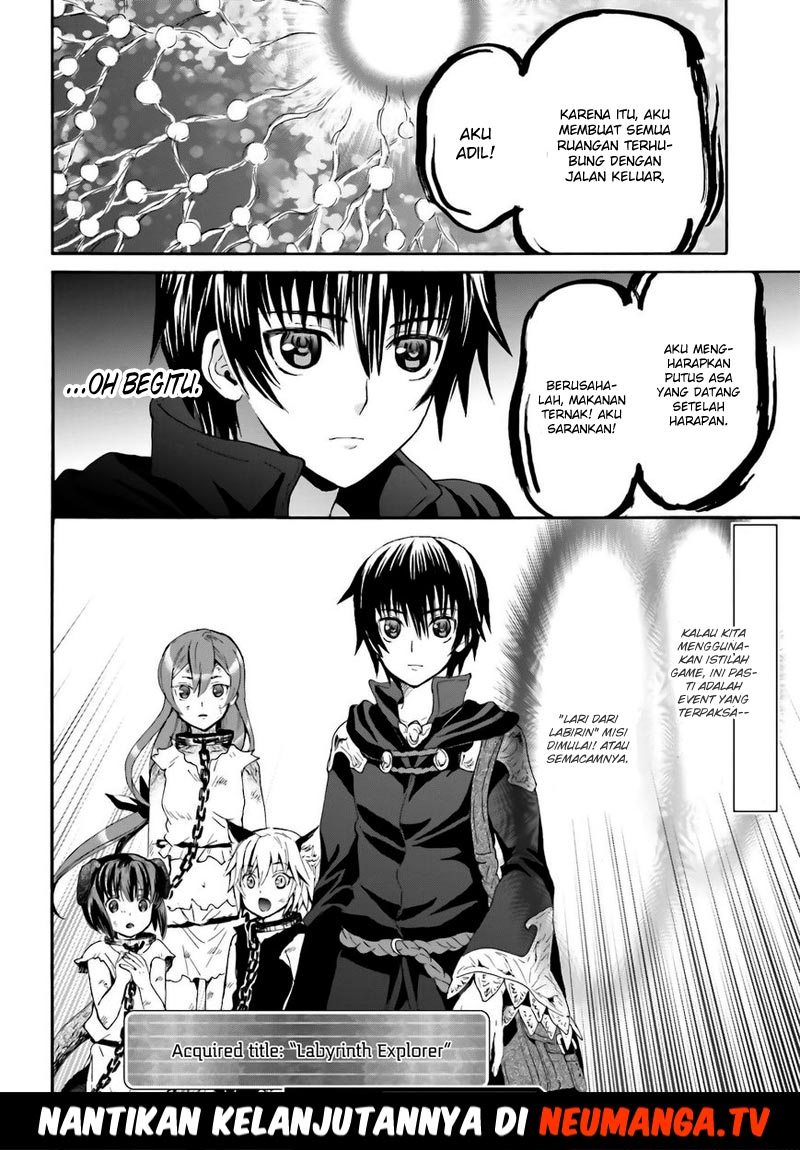 KARENA ITU, AKU
MEMBUAT SEMUA
RUANGAN TERHU-
BUNG DENGAN
JALAN KELUAR,
AKU
ADIL!
AKU MENG-
HARAPKAN
PUTUS ASA
YANG DATANG
SETELAH
HARAPAN.
BERUSAHA-
LAH, MAKANAN
TERNAK! AKU
SARANKAN!
...OH BEGITU.
KALAU KITA
MENGGUNA-
KAN ISTILAH
GAME, INI PAS-
TI ADALAH
EVENT YANG
TERPAKSA--
"LARI DARI
LABIRIN" MISI
DIMULAI! ATAU
SEMACAMNYA.
Acquired title: "Labyrinth Explorer"
NANTIKAN KELANJUTANNYA DI NEUMANGA.TV